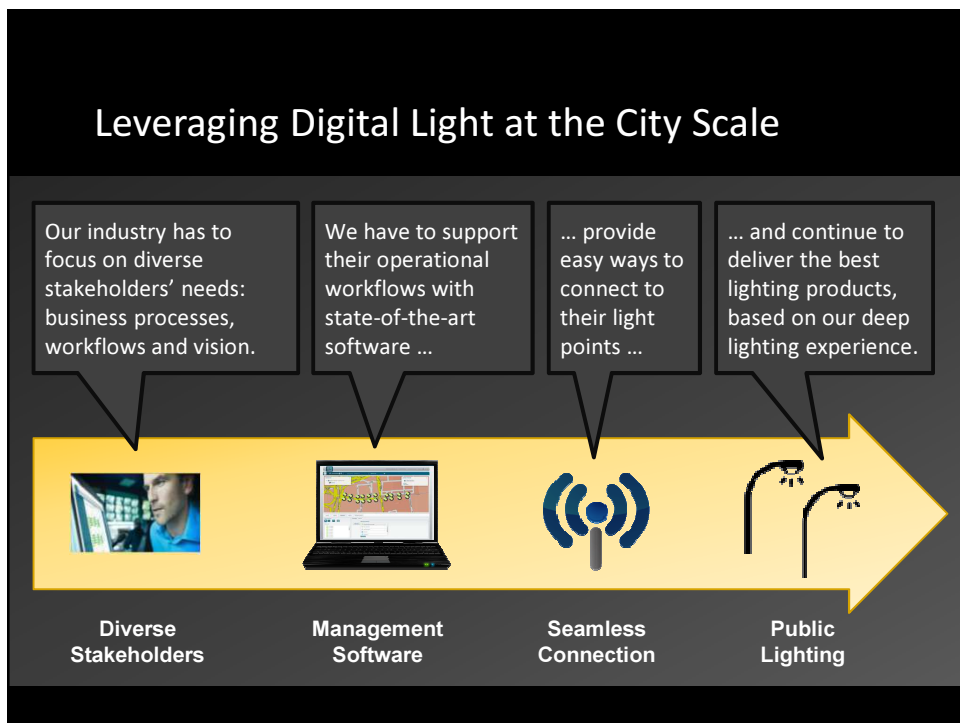 Leveraging Digital Light at the City Scale
Our industry has to
focus on diverse
stakeholders’ needs:
business processes,
workflows and vision.
We have to support
their operational
workflows with
state-of-the-art
software …
… provide
easy ways to
connect to
their light
points …
… and continue to
deliver the best
lighting products,
based on our deep
lighting experience.
Diverse
Stakeholders
Management
Software
Seamless
Connection
Public
Lighting